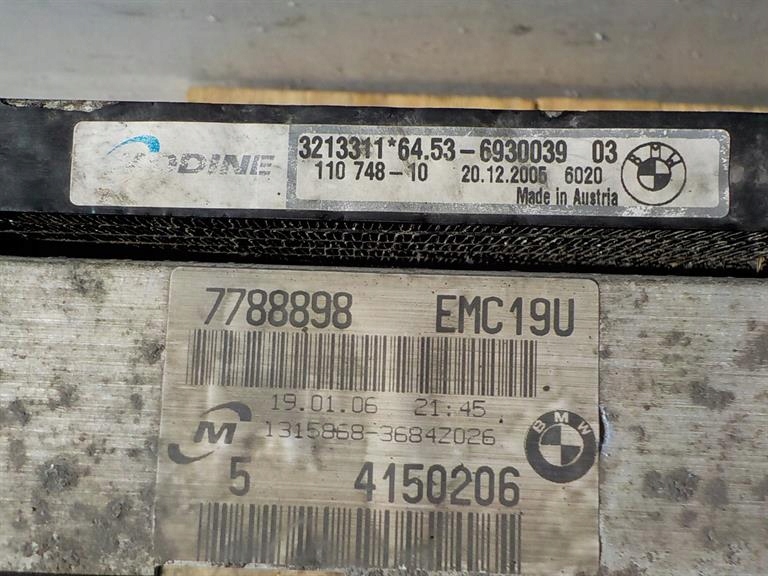 MODINE
3213311*64.53-6930039 03
110 748-10 20.12.2005 6020
Made in Austria
7788898 EMC19U
19.01.06 21:45
M 1315868-3684Z026
BMW
5 4150206